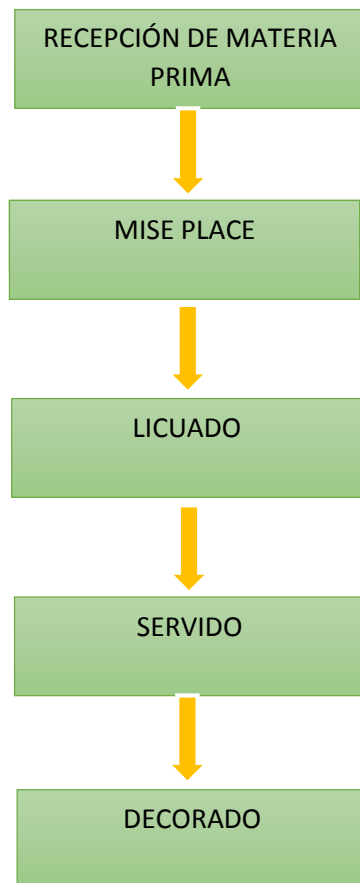 RECEPCIÓN DE MATERIA
PRIMA
MISE PLACE
LICUADO
SERVIDO
DECORADO